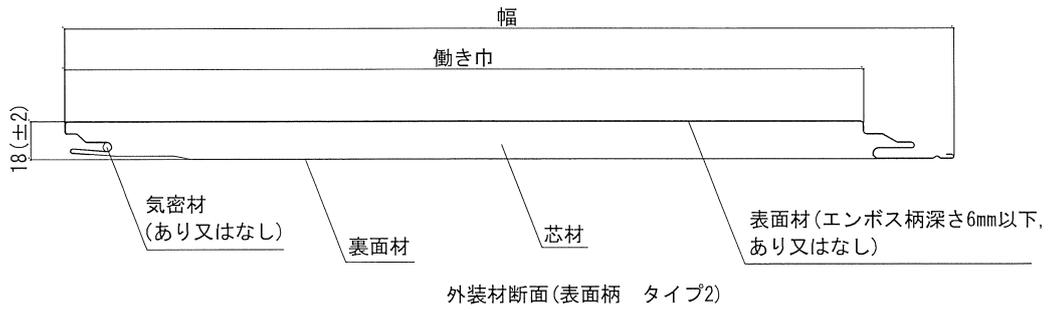 幅
働き巾
18(±2)
気密材
(あり又はなし)
裏面材
芯材
表面材(エンボス柄深さ6mm以下,
あり又はなし)
外装材断面(表面柄　タイプ2)